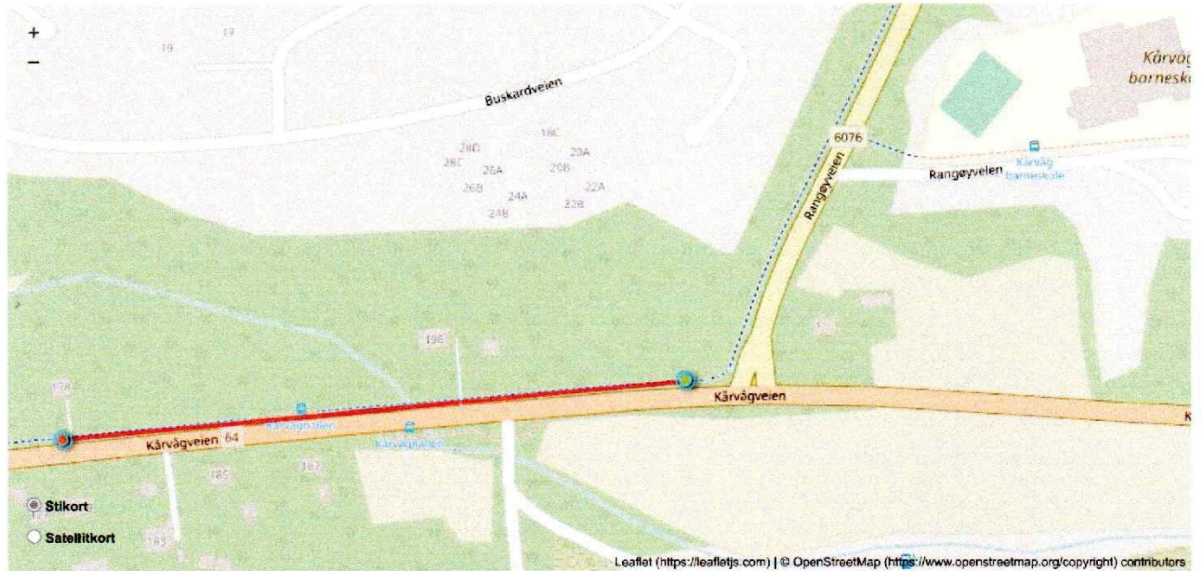 +
−
19
17
Kårvåg
barnesk
Buskardveien
18C
28D
20A
28C
26A
20B
26B
22A
24A
22B
24B
6076
Kårvåg
barneskole
Rangøyveien
Rangøyveien
196
178
Kårvågveien
Kårvåghallen
Kårvåghallen
Kårvågveien 64
K
185
187
183
Stikort
Satellitkort
Leaflet (https://leafletjs.com) | © OpenStreetMap (https://www.openstreetmap.org/copyright) contributors